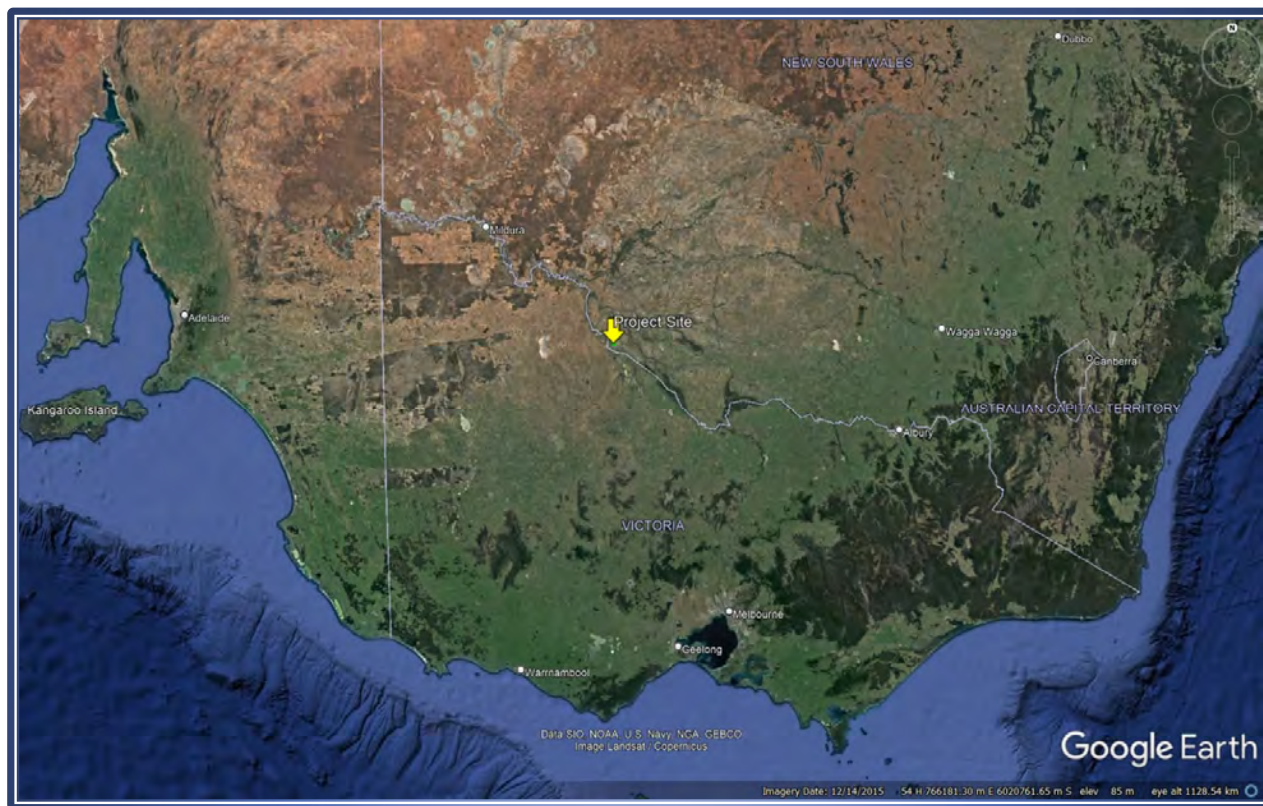 N
Dubbo
NEW SOUTH WALES
Mildura
Adelaide
Project Site
Wagga Wagga
Canberra
Kangaroo Island
AUSTRALIAN CAPITAL TERRITORY
Albury
VICTORIA
Melbourne
Geelong
Warrnambool
Data SIO, NOAA, U.S. Navy, NGA, GEBCO
Image Landsat / Copernicus
Google Earth
Imagery Date: 12/14/2015 54 H 766181.30 m E 6020761.65 m S elev 85 m eye alt 1128.54 km